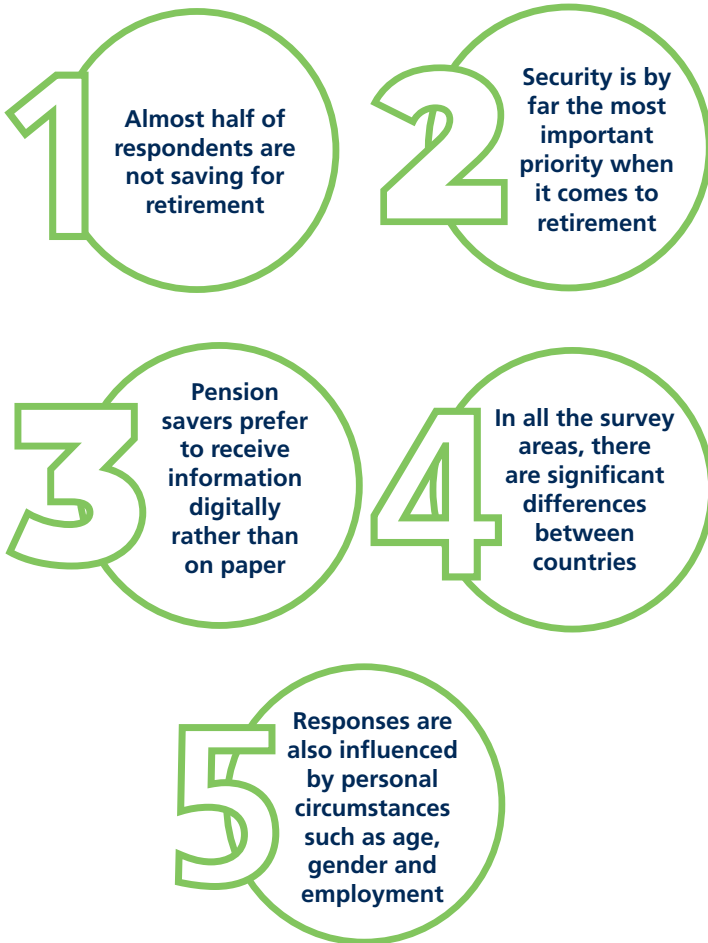 1
Almost half of
respondents are
not saving for
retirement
2
Security is by
far the most
important
priority when
it comes to
retirement
3
Pension
savers prefer
to receive
information
digitally
rather than
on paper
4
In all the survey
areas, there
are significant
differences
between
countries
5
Responses are
also influenced
by personal
circumstances
such as age,
gender and
employment